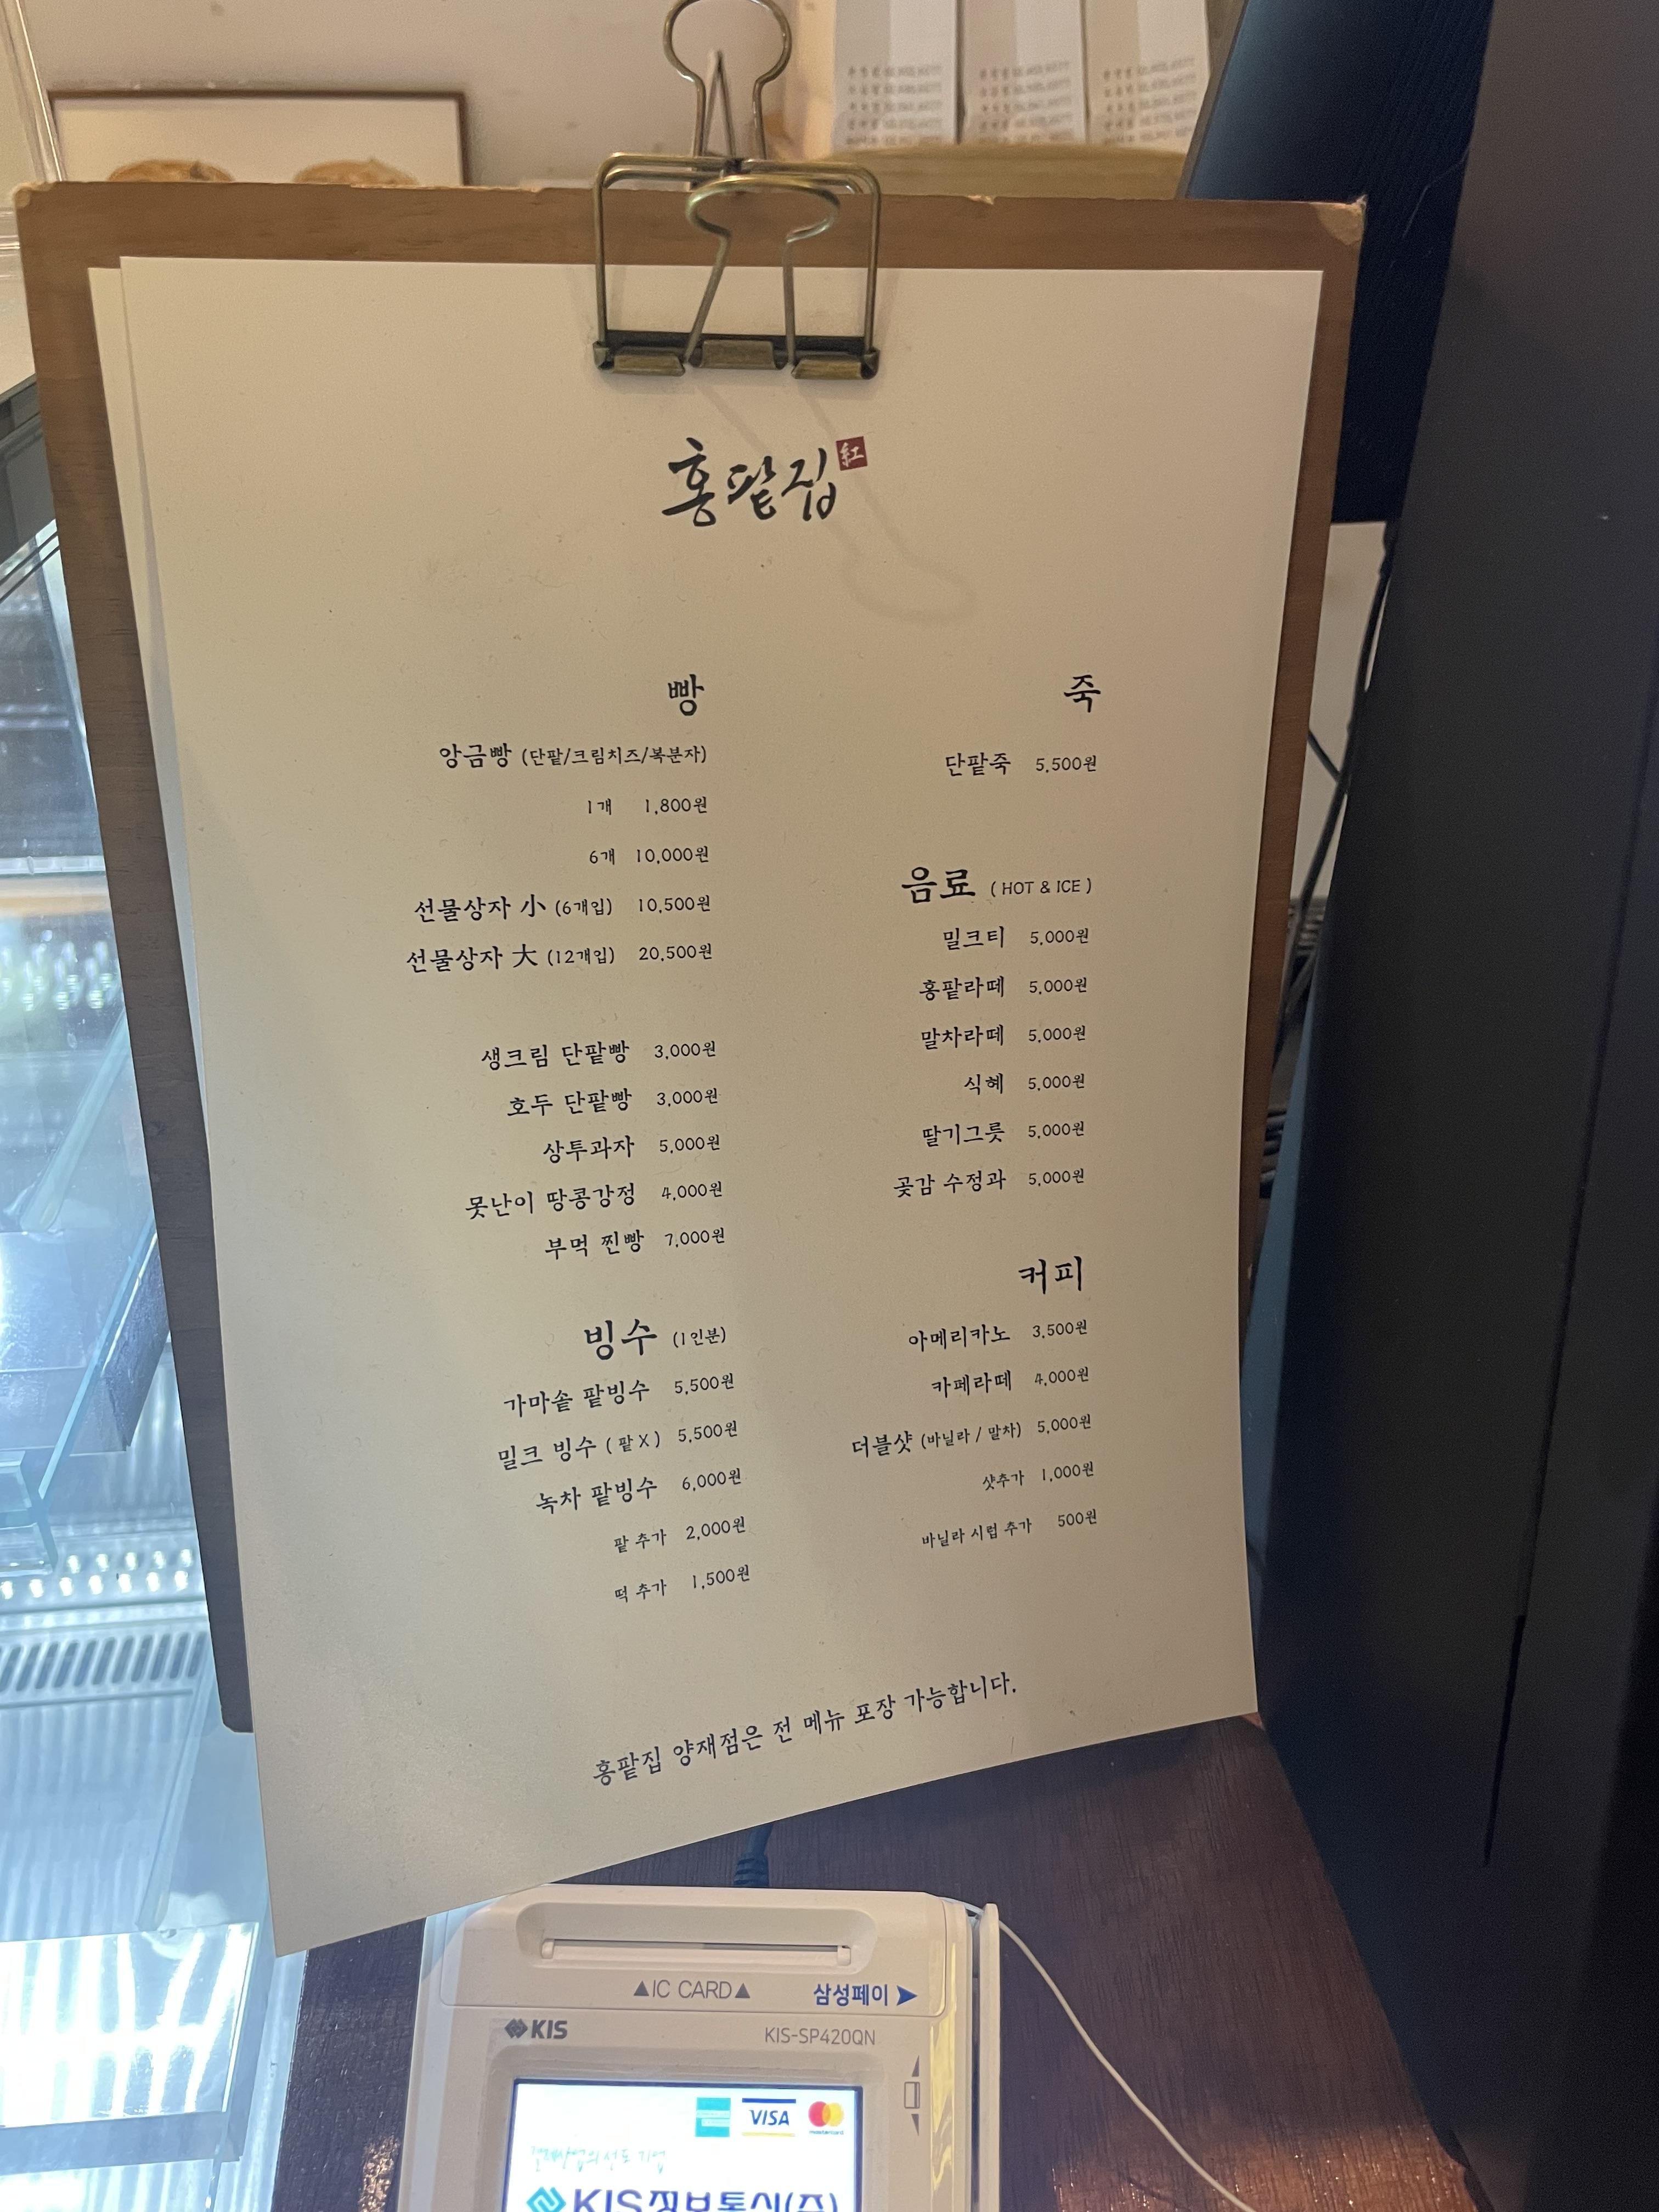 홍팥집 紅
빵
앙금빵 (단팥/크림치즈/복분자)
1개 1,800원
6개 10,000원
선물상자 小 (6개입) 10,500원
선물상자 大 (12개입) 20,500원
생크림 단팥빵 3,000원
호두 단팥빵 3,000원
상투과자 5,000원
못난이 땅콩강정 4,000원
부먹 찐빵 7,000원
빙수 (1인분)
가마솥 팥빙수 5,500원
밀크 빙수 ( 팥 X ) 5,500원
녹차 팥빙수 6,000원
팥 추가 2,000원
떡 추가 1,500원
죽
단팥죽 5,500원
음료 ( HOT & ICE )
밀크티 5,000원
홍팥라떼 5,000원
말차라떼 5,000원
식혜 5,000원
딸기그릇 5,000원
곶감 수정과 5,000원
커피
아메리카노 3,500원
카페라떼 4,000원
더블샷 (바닐라 / 말차) 5,000원
샷추가 1,000원
바닐라 시럽 추가 500원
홍팥집 양재점은 전 메뉴 포장 가능합니다.
▲IC CARD▲ 삼성페이 ➤
KIS KIS-SP420QN
VISA mastercard
KIS정보통신(주)